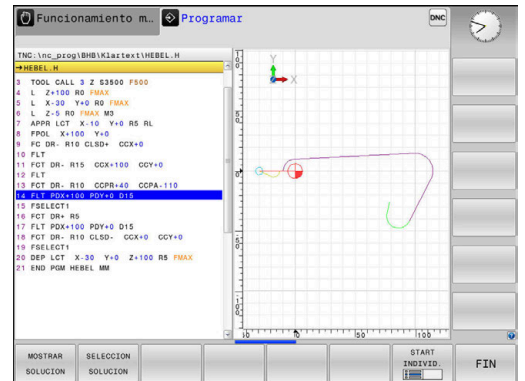 Funcionamiento m...
Programar
DNC
TNC:\nc_prog\BHB\Klartext\HEBEL.H
→HEBEL.H
3 TOOL CALL 3 Z S3500 F500
4 L Z+100 R0 FMAX
5 L X-30 Y+0 R0 FMAX
6 L Z-5 R0 FMAX M3
7 APPR LCT X-10 Y+0 R5 RL
8 FPOL X+100 Y+0
9 FC DR- R10 CLSD+ CCX+0
10 FLT
11 FCT DR- R15 CCX+100 CCY+0
12 FLT
13 FCT DR- R10 CCPR+40 CCPA-110
14 FLT PDX+100 PDY+0 D15
15 FSELECT1
16 FCT DR+ R5
17 FLT PDX+100 PDY+0 D15
18 FCT DR- R10 CLSD- CCX+0 CCY+0
19 FSELECT1
20 DEP LCT X-30 Y+0 Z+100 R5 FMAX
21 END PGM HEBEL MM
Y
X
50
100
MOSTRAR
SOLUCION
SELECCION
SOLUCION
START
INDIVID.
FIN